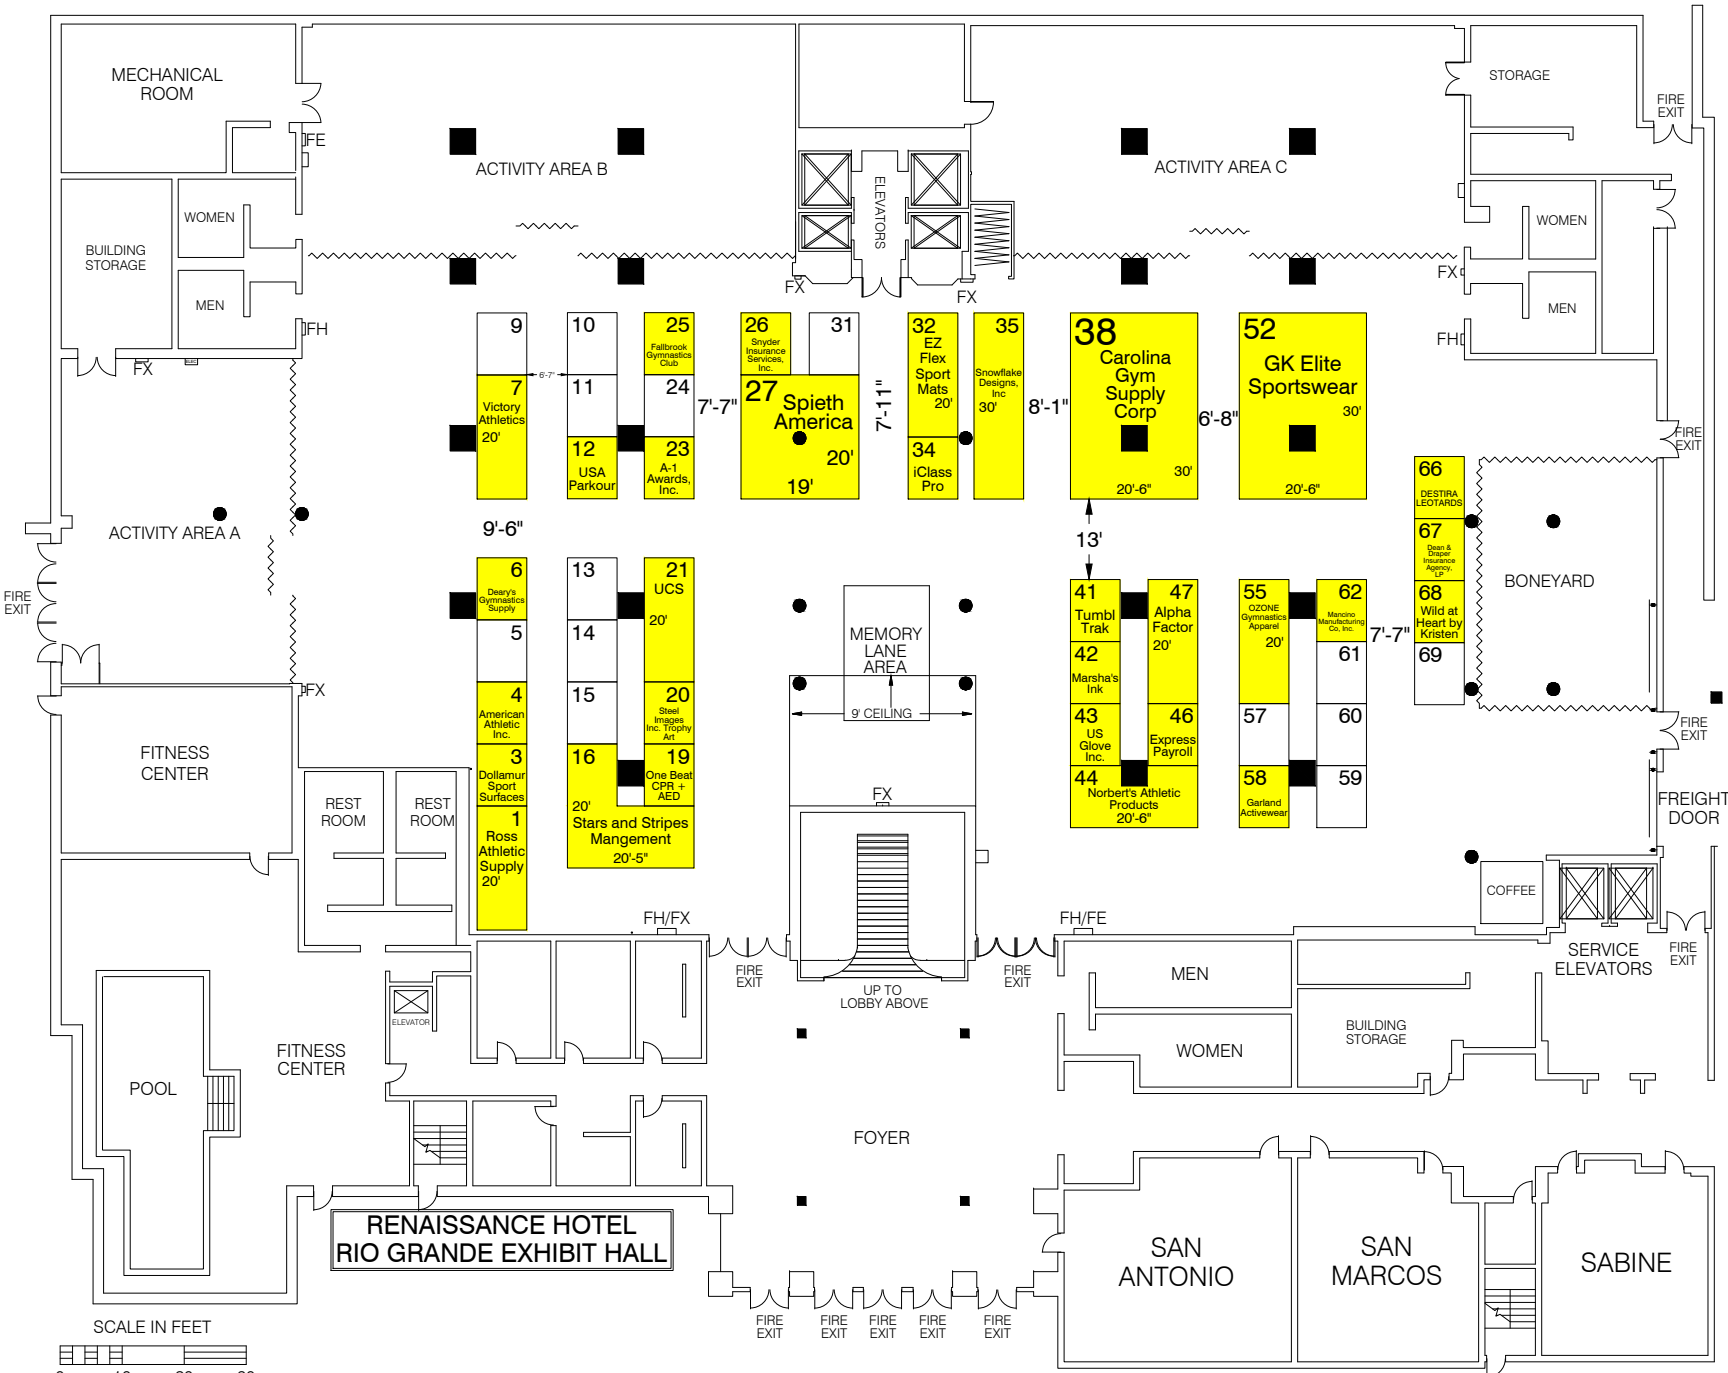 MECHANICAL
ROOM
FE
ACTIVITY AREA B
ELEVATORS
ACTIVITY AREA C
STORAGE
FIRE
EXIT
WOMEN
BUILDING
STORAGE
MEN
FH
FX
ELEC
FX
FX
WOMEN
FX
MEN
FH
9
10
25
Fallbrook
Gymnastics
Club
26
Snyder
Insurance
Services,
Inc.
31
32
EZ
Flex
Sport
Mats
20'
35
Snowflake
Designs,
Inc
30'
38
Carolina
Gym
Supply
Corp
30'
20'-6"
52
GK Elite
Sportswear
30'
20'-6"
6'-7"
7
Victory
Athletics
20'
11
24
7'-7"
27
Spieth
America
20'
19'
7'-11"
8'-1"
6'-8"
12
USA
Parkour
23
A-1
Awards,
Inc.
34
iClass
Pro
FIRE
EXIT
66
DESTIRA
LEOTARDS
67
Dean &
Draper
Insurance
Agency,
LP
68
Wild at
Heart by
Kristen
69
BONEYARD
ACTIVITY AREA A
9'-6"
13'
FIRE
EXIT
6
Deary's
Gymnastics
Supply
5
4
American
Athletic
Inc.
3
Dollamur
Sport
Surfaces
1
Ross
Athletic
Supply
20'
13
14
15
16
20'
Stars and Stripes
Mangement
20'-5"
21
UCS
20'
20
Steel
Images
Inc. Trophy
Art
19
One Beat
CPR +
AED
MEMORY
LANE
AREA
9' CEILING
FX
41
Tumbl
Trak
42
Marsha's
Ink
43
US
Glove
Inc.
44
Norbert's Athletic
Products
20'-6"
47
Alpha
Factor
20'
46
Express
Payroll
55
OZONE
Gymnastics
Apparel
20'
57
58
Garland
Activewear
62
Mancino
Manufacturing
Co, Inc.
61
60
59
7'-7"
FX
FITNESS
CENTER
REST
ROOM
REST
ROOM
FIRE
EXIT
FREIGHT
DOOR
COFFEE
FH/FX
FH/FE
FIRE
EXIT
UP TO
LOBBY ABOVE
FIRE
EXIT
MEN
SERVICE
ELEVATORS
FIRE
EXIT
ELEVATOR
FITNESS
CENTER
POOL
WOMEN
BUILDING
STORAGE
FOYER
RENAISSANCE HOTEL
RIO GRANDE EXHIBIT HALL
SAN
ANTONIO
SAN
MARCOS
SABINE
FIRE
EXIT
FIRE
EXIT
FIRE
EXIT
FIRE
EXIT
FIRE
EXIT
SCALE IN FEET